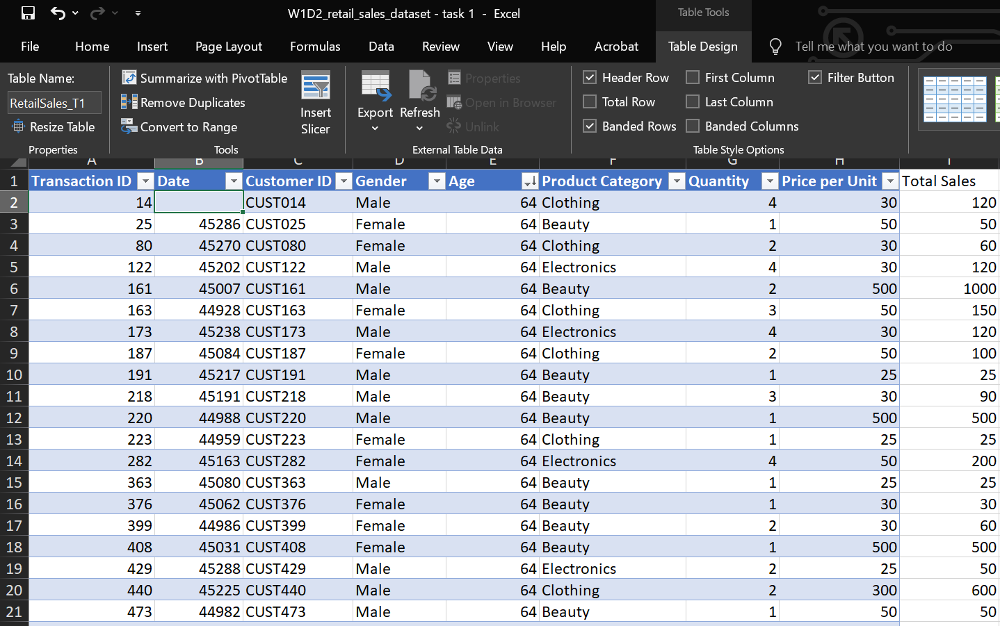 W1D2_retail_sales_dataset - task 1 - Excel
Table Tools
File Home Insert Page Layout Formulas Data Review View Help Acrobat Table Design Tell me what you want to do
Table Name:
RetailSales_T1
Resize Table
Properties
Summarize with PivotTable
Remove Duplicates
Convert to Range
Tools
Insert
Slicer
Export
Refresh
Properties
Open in Browser
Unlink
External Table Data
Header Row
Total Row
Banded Rows
First Column
Last Column
Banded Columns
Filter Button
Table Style Options
A B C D E F G H I
1 Transaction ID Date Customer ID Gender Age Product Category Quantity Price per Unit Total Sales
2 14 CUST014 Male 64 Clothing 4 30 120
3 25 45286 CUST025 Female 64 Beauty 1 50 50
4 80 45270 CUST080 Female 64 Clothing 2 30 60
5 122 45202 CUST122 Male 64 Electronics 4 30 120
6 161 45007 CUST161 Male 64 Beauty 2 500 1000
7 163 44928 CUST163 Female 64 Clothing 3 50 150
8 173 45238 CUST173 Male 64 Electronics 4 30 120
9 187 45084 CUST187 Female 64 Clothing 2 50 100
10 191 45217 CUST191 Male 64 Beauty 1 25 25
11 218 45191 CUST218 Male 64 Beauty 3 30 90
12 220 44988 CUST220 Male 64 Beauty 1 500 500
13 223 44959 CUST223 Female 64 Clothing 1 25 25
14 282 45163 CUST282 Female 64 Electronics 4 50 200
15 363 45080 CUST363 Male 64 Beauty 1 25 25
16 376 45062 CUST376 Female 64 Beauty 1 30 30
17 399 44986 CUST399 Female 64 Beauty 2 30 60
18 408 45031 CUST408 Female 64 Beauty 1 500 500
19 429 45288 CUST429 Male 64 Electronics 2 25 50
20 440 45225 CUST440 Male 64 Clothing 2 300 600
21 473 44982 CUST473 Male 64 Beauty 1 50 50